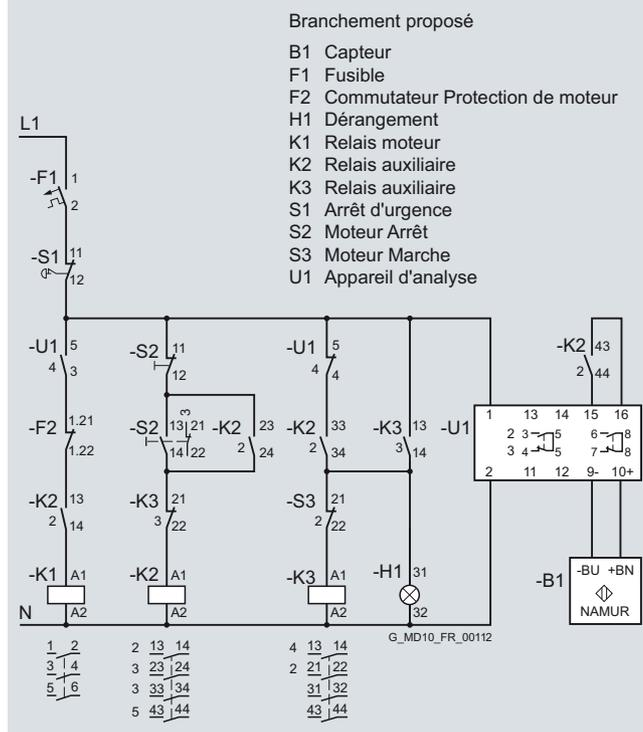 Branchement proposé
B1 Capteur
F1 Fusible
F2 Commutateur Protection de moteur
H1 Dérangement
K1 Relais moteur
K2 Relais auxiliaire
K3 Relais auxiliaire
S1 Arrêt d'urgence
S2 Moteur Arrêt
S3 Moteur Marche
U1 Appareil d'analyse
L1
-F1 1
2
-S1 11
12
-U1 5
4 3
-S2 11
12
-U1 5
4 4
-K2 43
2 44
-F2 1.21
1.22
-S2 13 3 21
14 22
-K2 23
2 24
-K2 33
2 34
-K3 13
3 14
-U1
1 13 14 15 16
2 3 5 6 8
3 4 5 7 8
2 11 12 9- 10+
-K2 13
2 14
-K3 21
3 22
-S3 21
2 22
-K1 A1
A2
-K2 A1
A2
-K3 A1
A2
-H1 31
32
-B1
-BU +BN
NAMUR
N
G_MD10_FR_00112
1 2
3 4
5 6
2 13 14
3 23 24
3 33 34
5 43 44
4 13 14
2 21 22
31 32
43 44